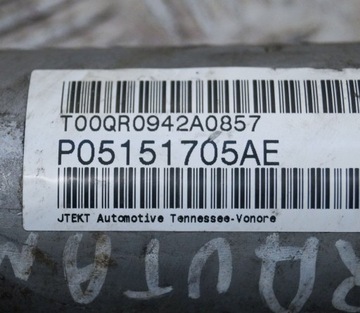 T00QR0942A0857
P05151705AE
JTEKT Automotive Tennessee-Vonore